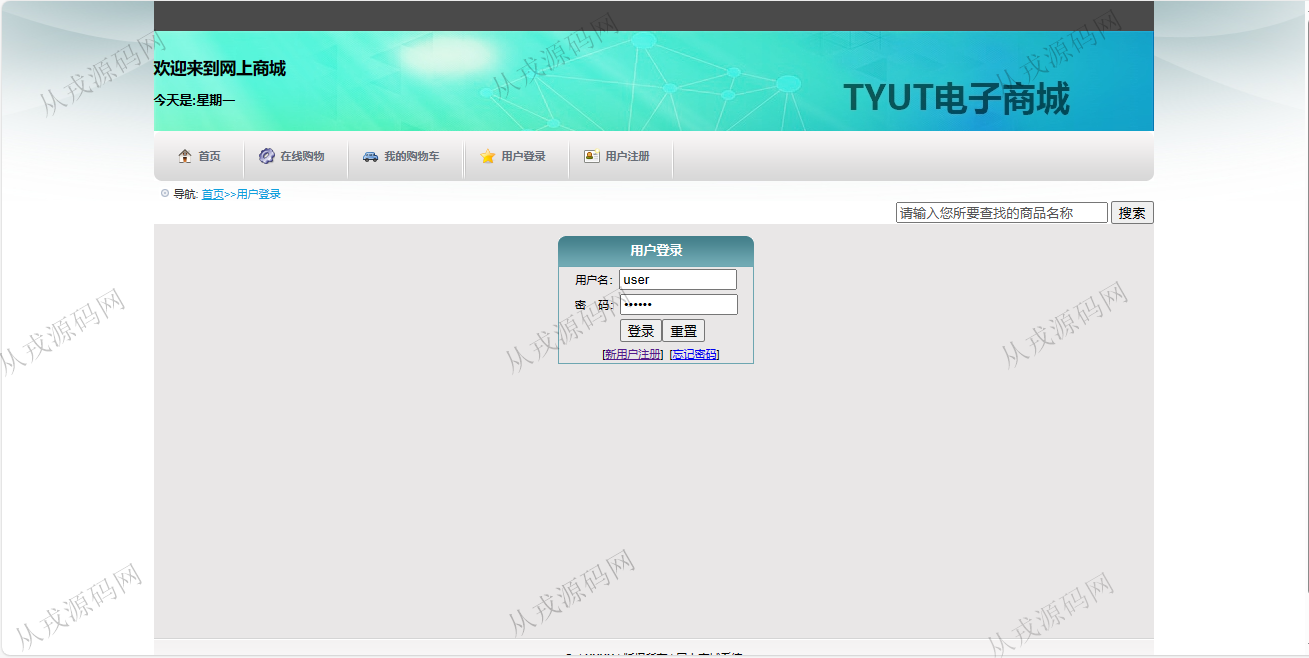 欢迎来到网上商城
今天是:星期一
TYUT电子商城
首页 在线购物 我的购物车 用户登录 用户注册
导航: 首页>>用户登录
请输入您所要查找的商品名称 搜索
用户登录
用户名： user
密 码： ••••••
登录 重置
[新用户注册] [忘记密码]
从戎源码网
从戎源码网
从戎源码网
从戎源码网
从戎源码网
从戎源码网
从戎源码网
从戎源码网
从戎源码网